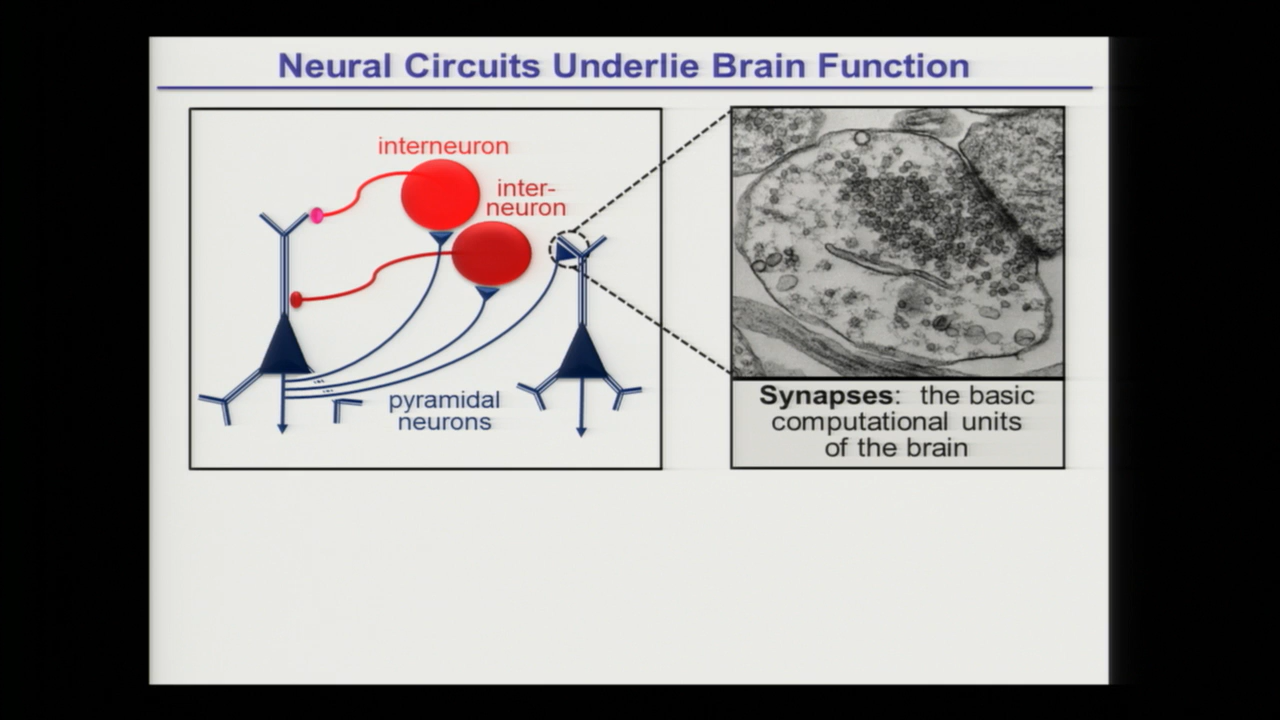 Neural Circuits Underlie Brain Function
interneuron
inter-
neuron
pyramidal
neurons
Synapses: the basic
computational units
of the brain